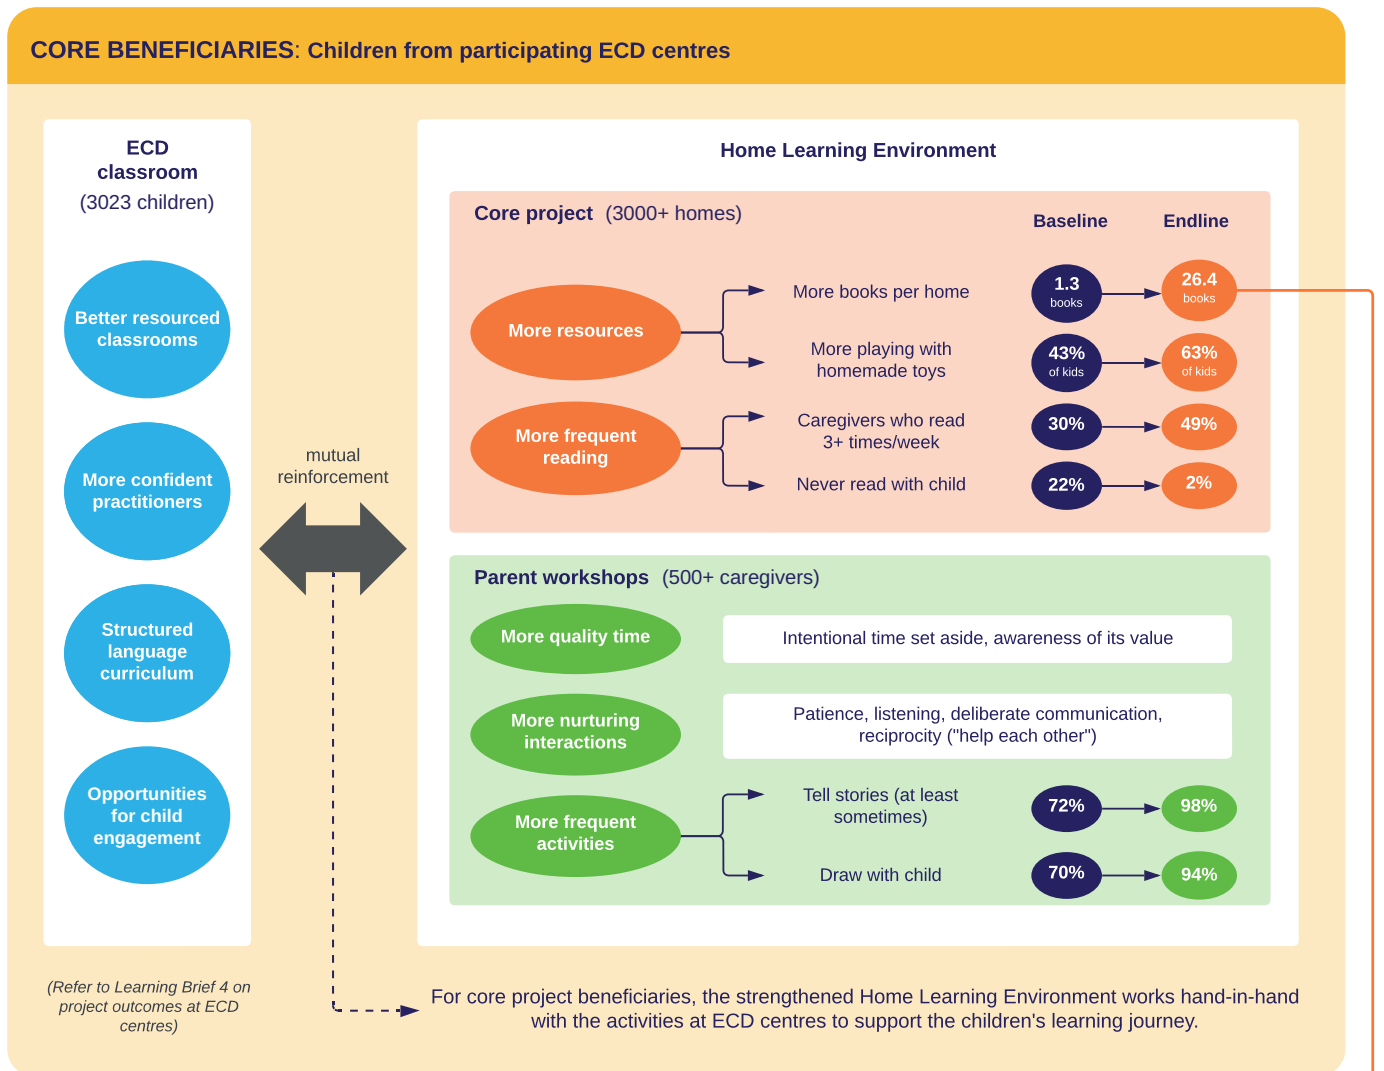 CORE BENEFICIARIES: Children from participating ECD centres
ECD
classroom
(3023 children)
Better resourced
classrooms
More confident
practitioners
Structured
language
curriculum
Opportunities
for child
engagement
(Refer to Learning Brief 4 on
project outcomes at ECD
centres)
mutual
reinforcement
Home Learning Environment
Core project (3000+ homes)
Baseline
Endline
More resources
More books per home
1.3
books
26.4
books
More playing with
homemade toys
43%
of kids
63%
of kids
More frequent
reading
Caregivers who read
3+ times/week
30%
49%
Never read with child
22%
2%
Parent workshops (500+ caregivers)
More quality time
Intentional time set aside, awareness of its value
More nurturing
interactions
Patience, listening, deliberate communication,
reciprocity ("help each other")
More frequent
activities
Tell stories (at least
sometimes)
72%
98%
Draw with child
70%
94%
For core project beneficiaries, the strengthened Home Learning Environment works hand-in-hand
with the activities at ECD centres to support the children's learning journey.